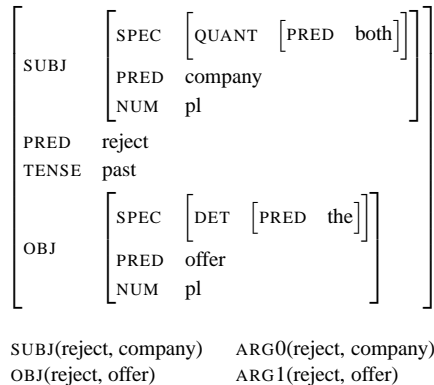 SPEC QUANT PRED both
SUBJ PRED company
NUM pl
PRED reject
TENSE past
SPEC DET PRED the
OBJ PRED offer
NUM pl
SUBJ(reject, company) ARG0(reject, company)
OBJ(reject, offer) ARG1(reject, offer)